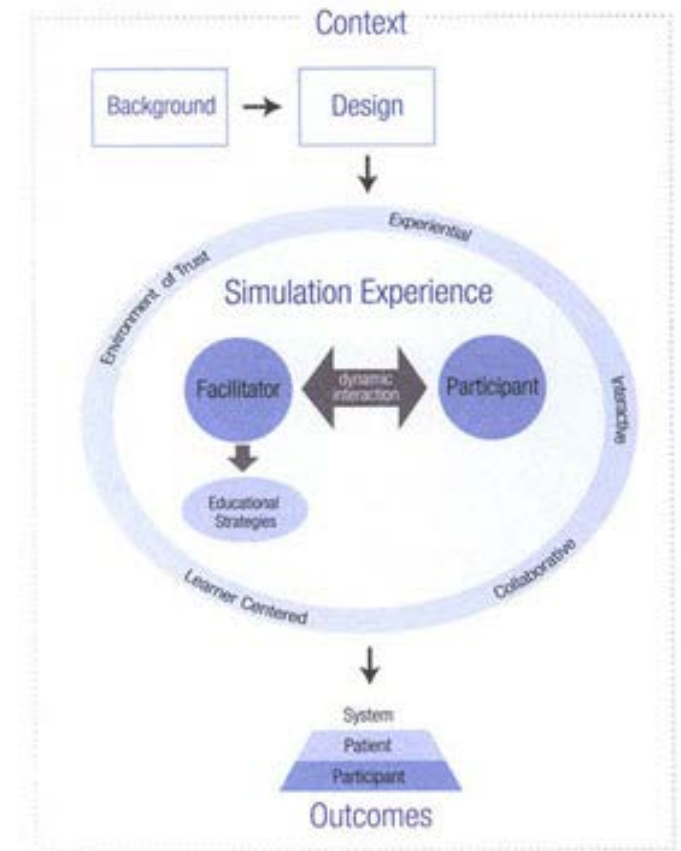 Context
Background
Design
Experiential
Environment of Trust
Simulation Experience
Facilitator
dynamic
interaction
Participant
Interactive
Educational
Strategies
Learner Centered
Collaborative
System
Patient
Participant
Outcomes